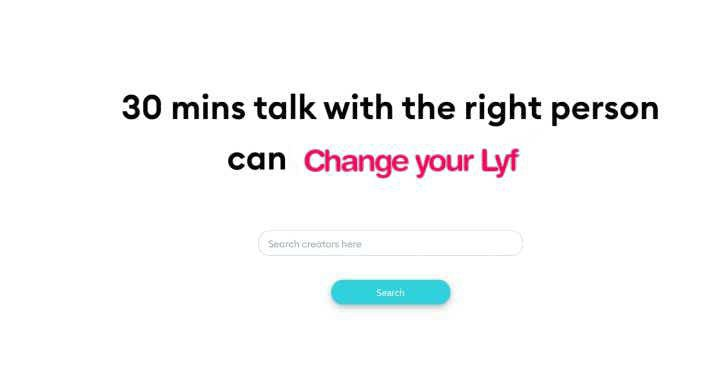 30 mins talk with the right person
can Change your Lyf
Search creators here
Search